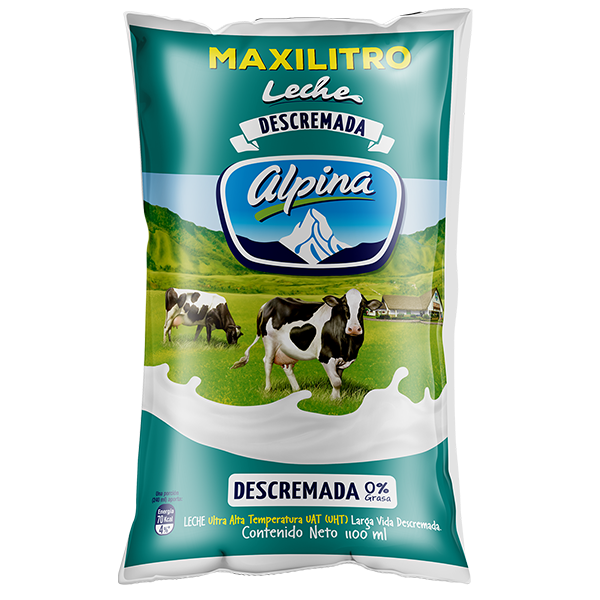 MAXILITRO
Leche
DESCREMADA
alpina
DESCREMADA 0%
Grasa
Energía
70 Kcal
4%
LECHE Ultra Alta Temperatura UAT (UHT) Larga Vida Descremada.
Contenido Neto 1100 ml